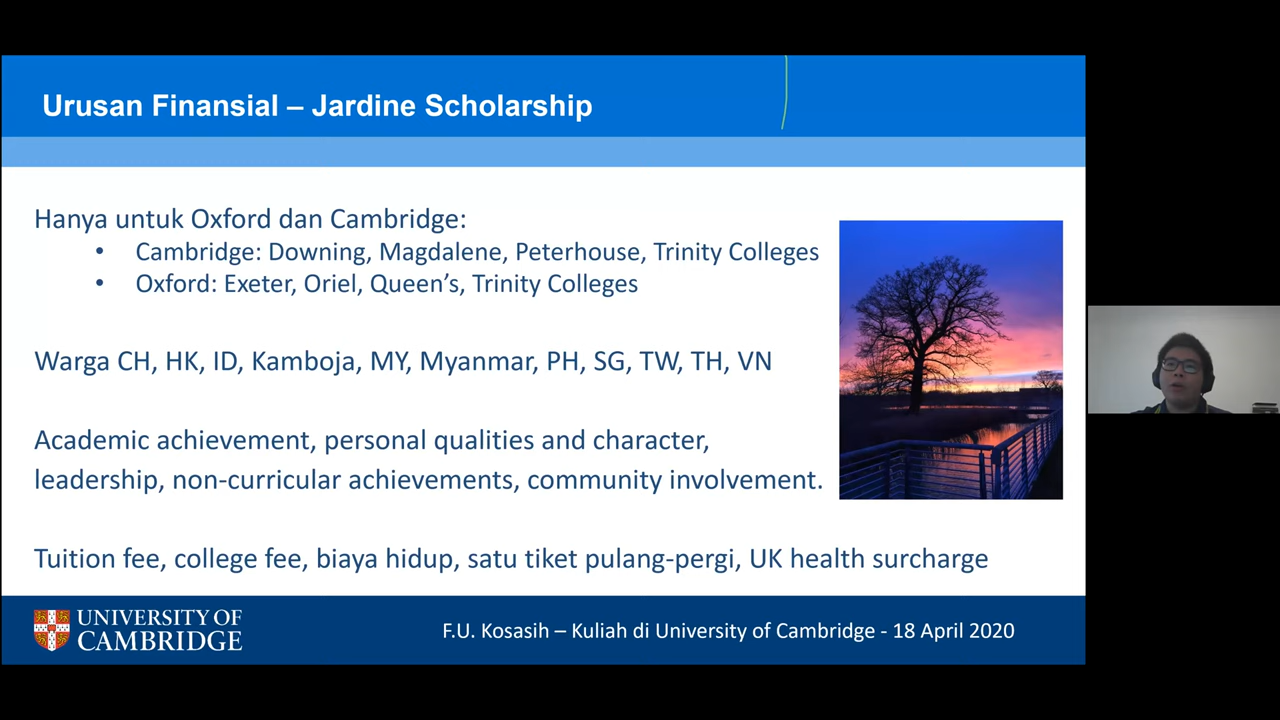 Urusan Finansial – Jardine Scholarship
Hanya untuk Oxford dan Cambridge:
• Cambridge: Downing, Magdalene, Peterhouse, Trinity Colleges
• Oxford: Exeter, Oriel, Queen’s, Trinity Colleges
Warga CH, HK, ID, Kamboja, MY, Myanmar, PH, SG, TW, TH, VN
Academic achievement, personal qualities and character,
leadership, non-curricular achievements, community involvement.
Tuition fee, college fee, biaya hidup, satu tiket pulang-pergi, UK health surcharge
UNIVERSITY OF
CAMBRIDGE
F.U. Kosasih – Kuliah di University of Cambridge - 18 April 2020